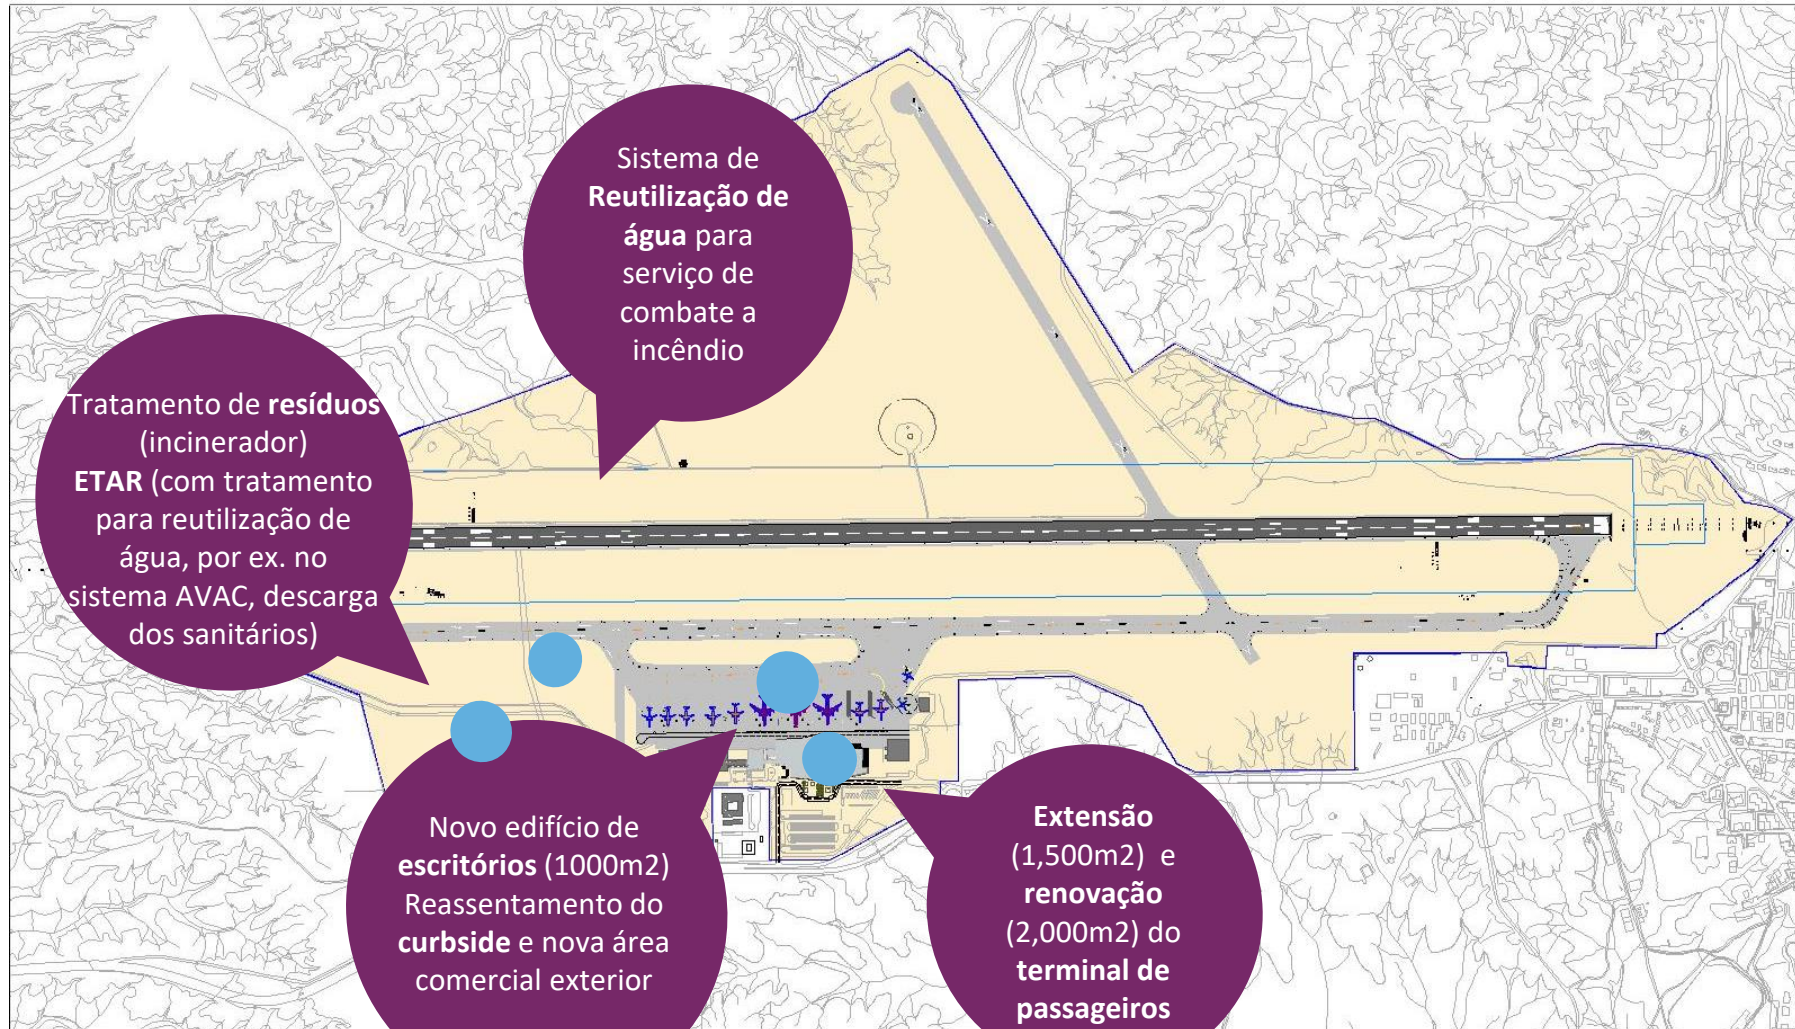 Sistema de
Reutilização de
água para
serviço de
combate a
incêndio
Tratamento de resíduos
(incinerador)
ETAR (com tratamento
para reutilização de
água, por ex. no
sistema AVAC, descarga
dos sanitários)
Novo edifício de
escritórios (1000m2)
Reassentamento do
curbside e nova área
comercial exterior
Extensão
(1,500m2) e
renovação
(2,000m2) do
terminal de
passageiros